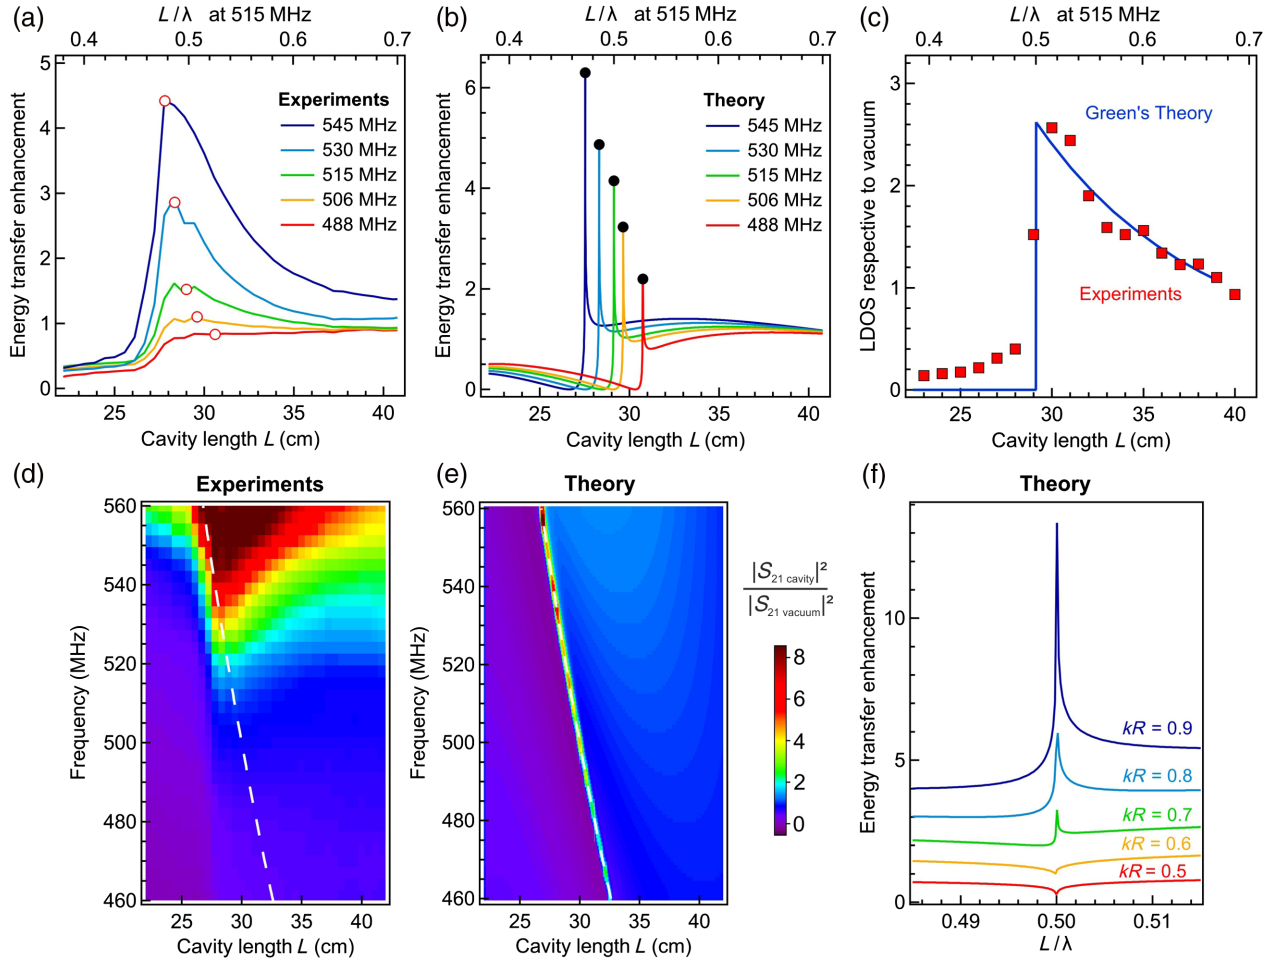 (a)
L/λ at 515 MHz
0.4 0.5 0.6 0.7
5
4
3
2
1
0
Energy transfer enhancement
Experiments
545 MHz
530 MHz
515 MHz
506 MHz
488 MHz
25 30 35 40
Cavity length L (cm)
(b)
L/λ at 515 MHz
0.4 0.5 0.6 0.7
6
4
2
0
Energy transfer enhancement
Theory
545 MHz
530 MHz
515 MHz
506 MHz
488 MHz
25 30 35 40
Cavity length L (cm)
(c)
L/λ at 515 MHz
0.4 0.5 0.6 0.7
3
2
1
0
LDOS respective to vacuum
Green's Theory
Experiments
25 30 35 40
Cavity length L (cm)
(d)
Experiments
560
540
520
500
480
460
Frequency (MHz)
25 30 35 40
Cavity length L (cm)
(e)
Theory
560
540
520
500
480
460
Frequency (MHz)
25 30 35 40
Cavity length L (cm)
|S21 cavity|²
|S21 vacuum|²
8
6
4
2
0
(f)
Theory
10
5
0
Energy transfer enhancement
kR = 0.9
kR = 0.8
kR = 0.7
kR = 0.6
kR = 0.5
0.49 0.50 0.51
L/λ